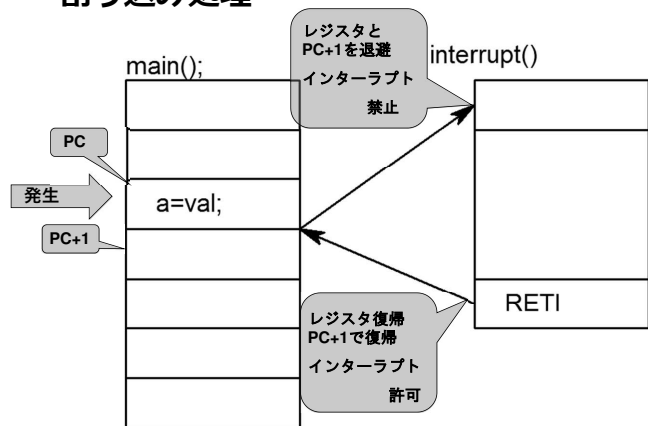 割り込み処理
main();
interrupt()
レジスタと
PC+1を退避
インターラプト
禁止
PC
発生
a=val;
PC+1
RETI
レジスタ復帰
PC+1で復帰
インターラプト
許可